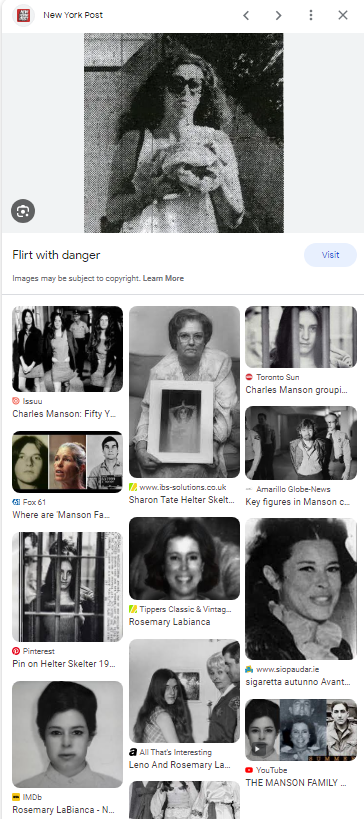 New York Post
Flirt with danger
Visit
Images may be subject to copyright. Learn More
Issuu
Charles Manson: Fifty Y...
Fox 61
Where are 'Manson Fa...
Pinterest
Pin on Helter Skelter 19...
IMDb
Rosemary LaBianca - N...
www.ibs-solutions.co.uk
Sharon Tate Helter Skelt...
Tippers Classic & Vintag...
Rosemary Labianca
All That's Interesting
Leno And Rosemary La...
Toronto Sun
Charles Manson groupi...
Amarillo Globe-News
Key figures in Manson c...
www.siopaudar.ie
sigaretta autunno Avant...
YouTube
THE MANSON FAMILY ...